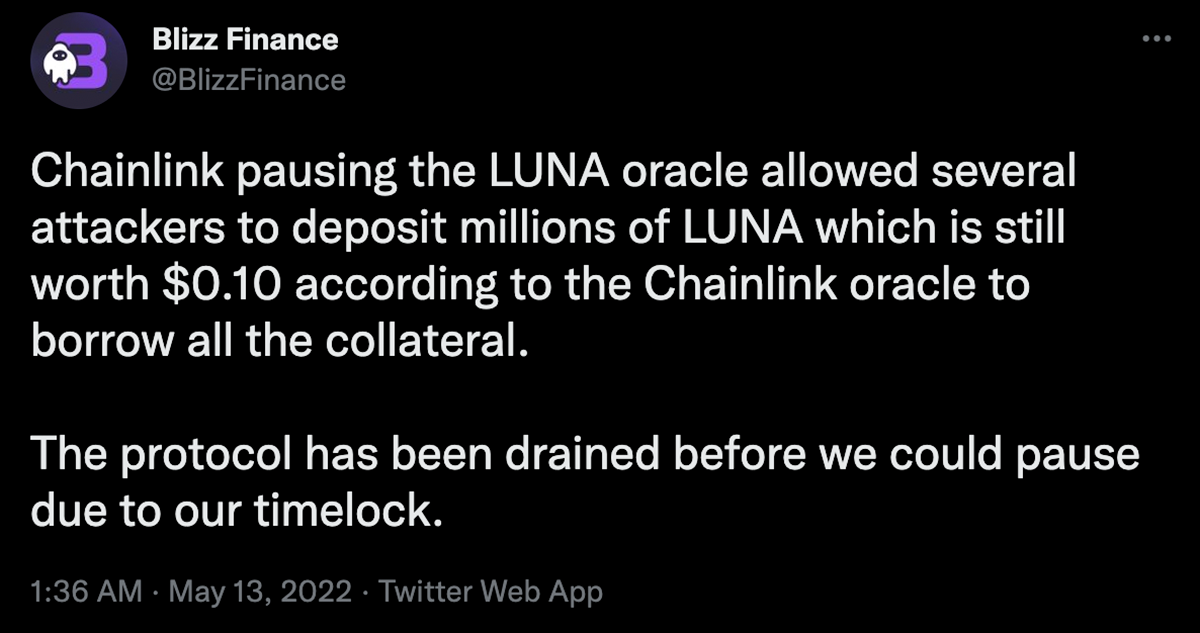 Blizz Finance
@BlizzFinance
Chainlink pausing the LUNA oracle allowed several
attackers to deposit millions of LUNA which is still
worth $0.10 according to the Chainlink oracle to
borrow all the collateral.
The protocol has been drained before we could pause
due to our timelock.
1:36 AM · May 13, 2022 · Twitter Web App